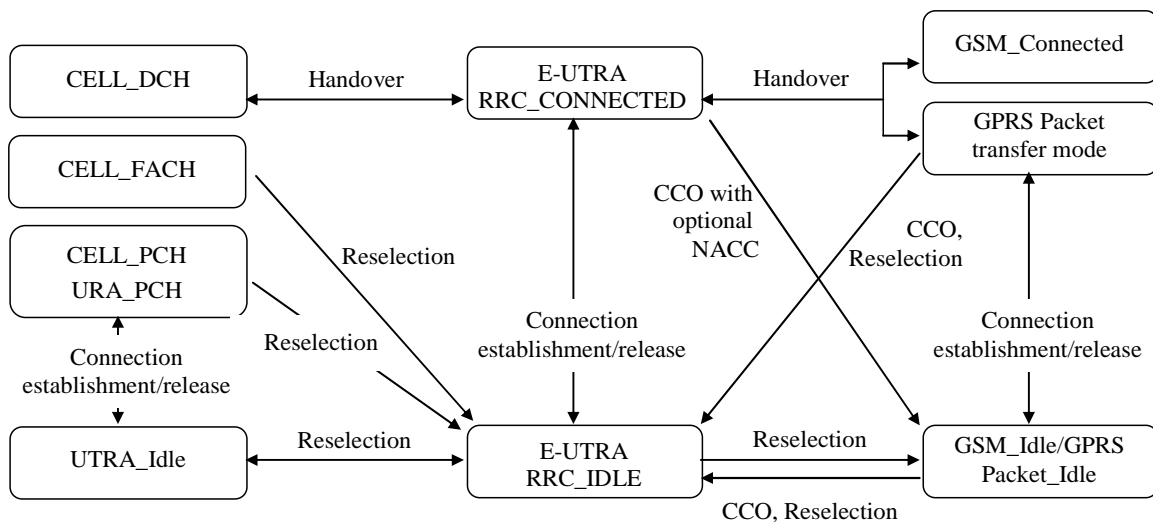 GSM_Connected
CELL_DCH
Handover
E-UTRA
RRC_CONNECTED
Handover
GPRS Packet
transfer mode
CELL_FACH
CCO with
optional
NACC
CCO,
Reselection
CELL_PCH
URA_PCH
Reselection
Reselection
Connection
establishment/release
Connection
establishment/release
Connection
establishment/release
UTRA_Idle
Reselection
E-UTRA
RRC_IDLE
Reselection
GSM_Idle/GPRS
Packet_Idle
CCO, Reselection